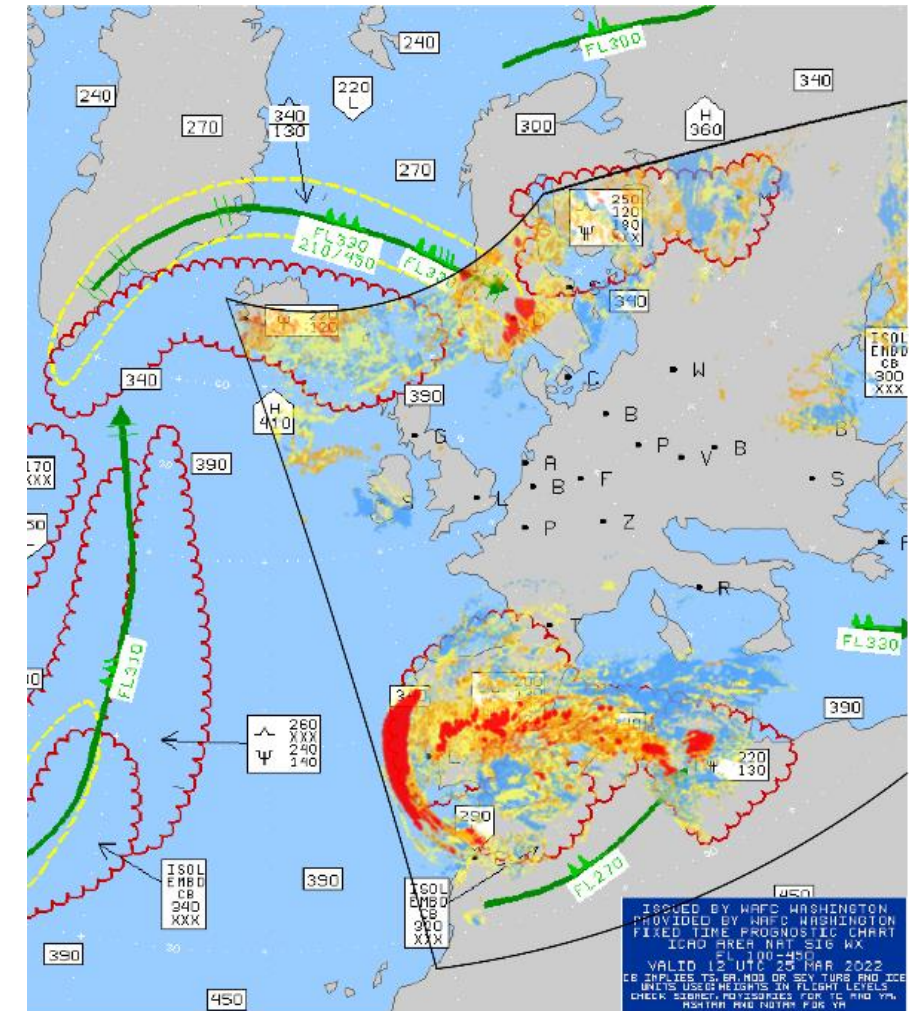 FL300
240
240
220
L
340
130
340
270
300
H
360
270
FL330
210/450
FL33
250
120
180
XXX
340
ISOL
EMBD
CB
300
XXX
340
C
W
390
H
410
G
B
B
390
P
B
V
A
S
F
B
L
170
XXX
Z
P
R
T
FL310
FL330
390
260
XXX
240
140
220
130
290
ISOL
EMBD
CB
340
XXX
390
ISOL
EMBD
CB
320
XXX
FL270
450
390
450
ISSUED BY WAFC WASHINGTON
PROVIDED BY WAFC WASHINGTON
FIXED TIME PROGNOSTIC CHART
ICAO AREA NAT SIG WX
FL 100-450
VALID 12 UTC 25 MAR 2022
CB IMPLIES TS, GR, MOD OR SEV TURB AND ICE
UNITS USED: HEIGHTS IN FLIGHT LEVELS
CHECK SIGMET, ADVISORIES FOR TC AND VA,
ASHTAM AND NOTAM FOR VA